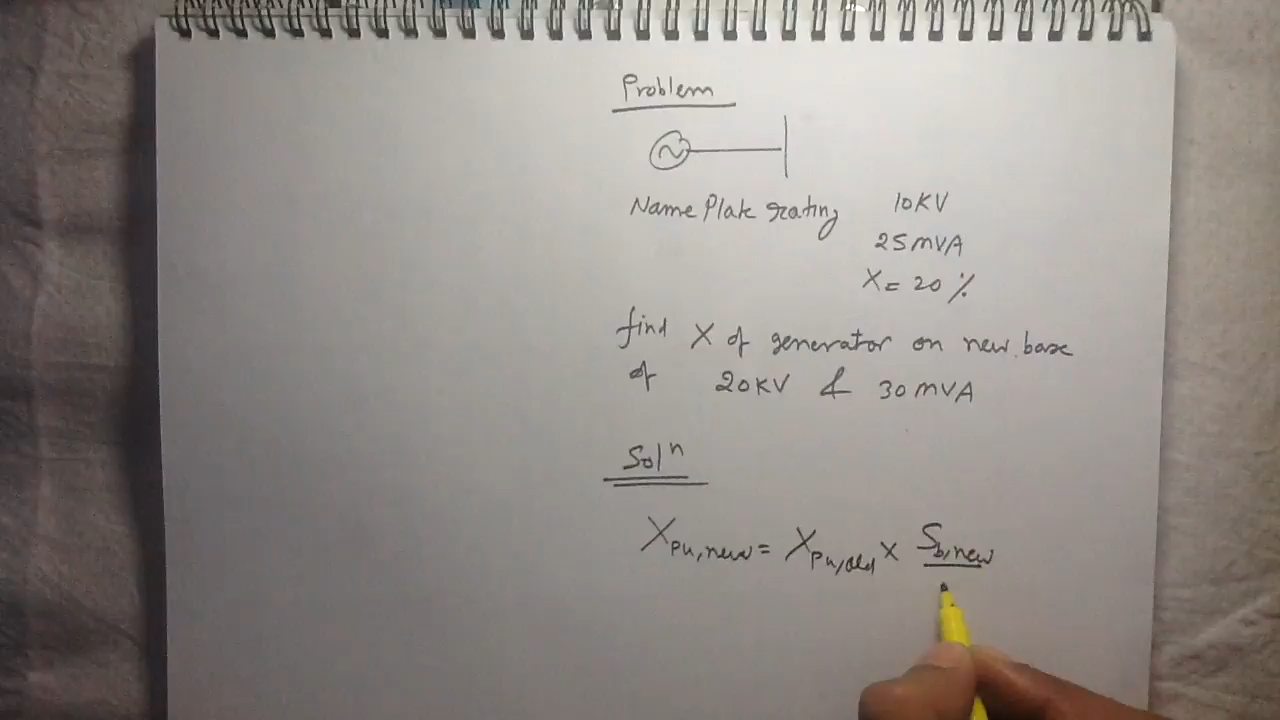 Problem
Name Plate rating 10KV
25MVA
X = 20%
find X of generator on new base
of 20KV & 30MVA
Solⁿ
Xpu,new = Xpu,old × Sb,new